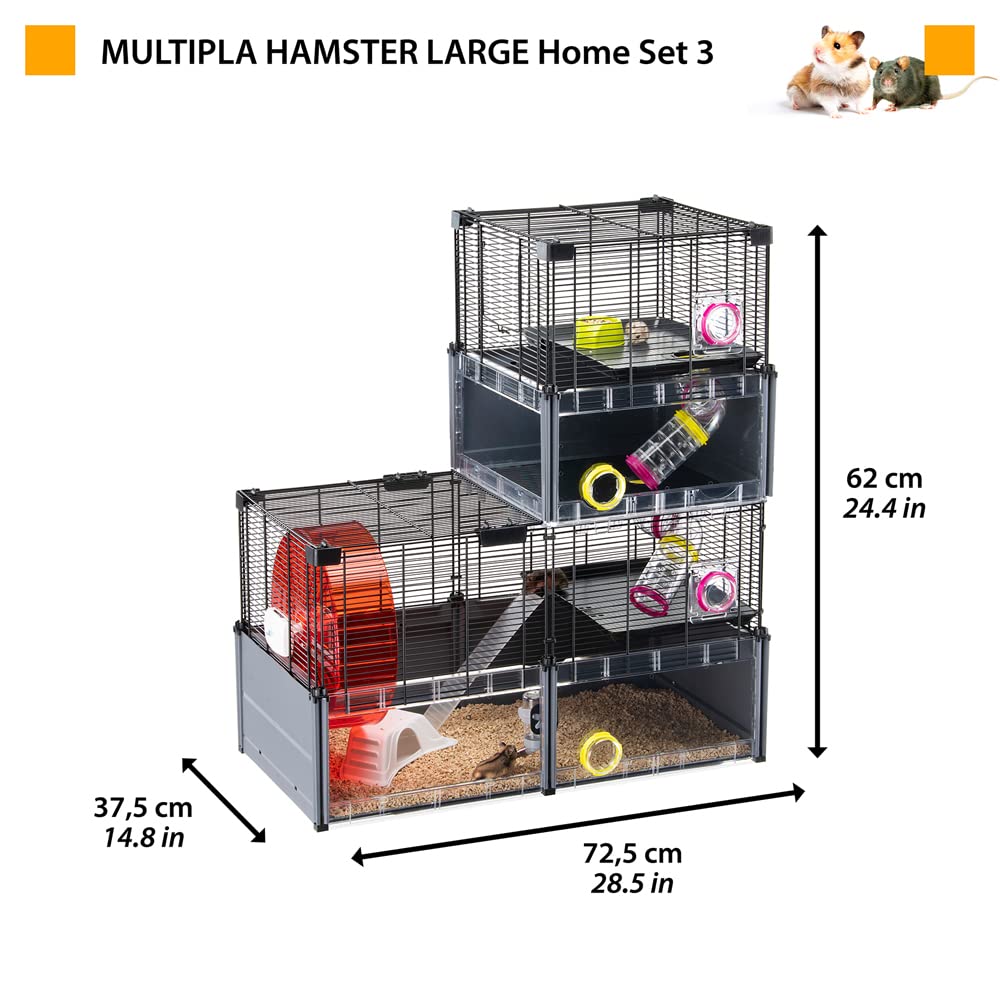 MULTIPLA HAMSTER LARGE Home Set 3
62 cm
24.4 in
37,5 cm
14.8 in
72,5 cm
28.5 in